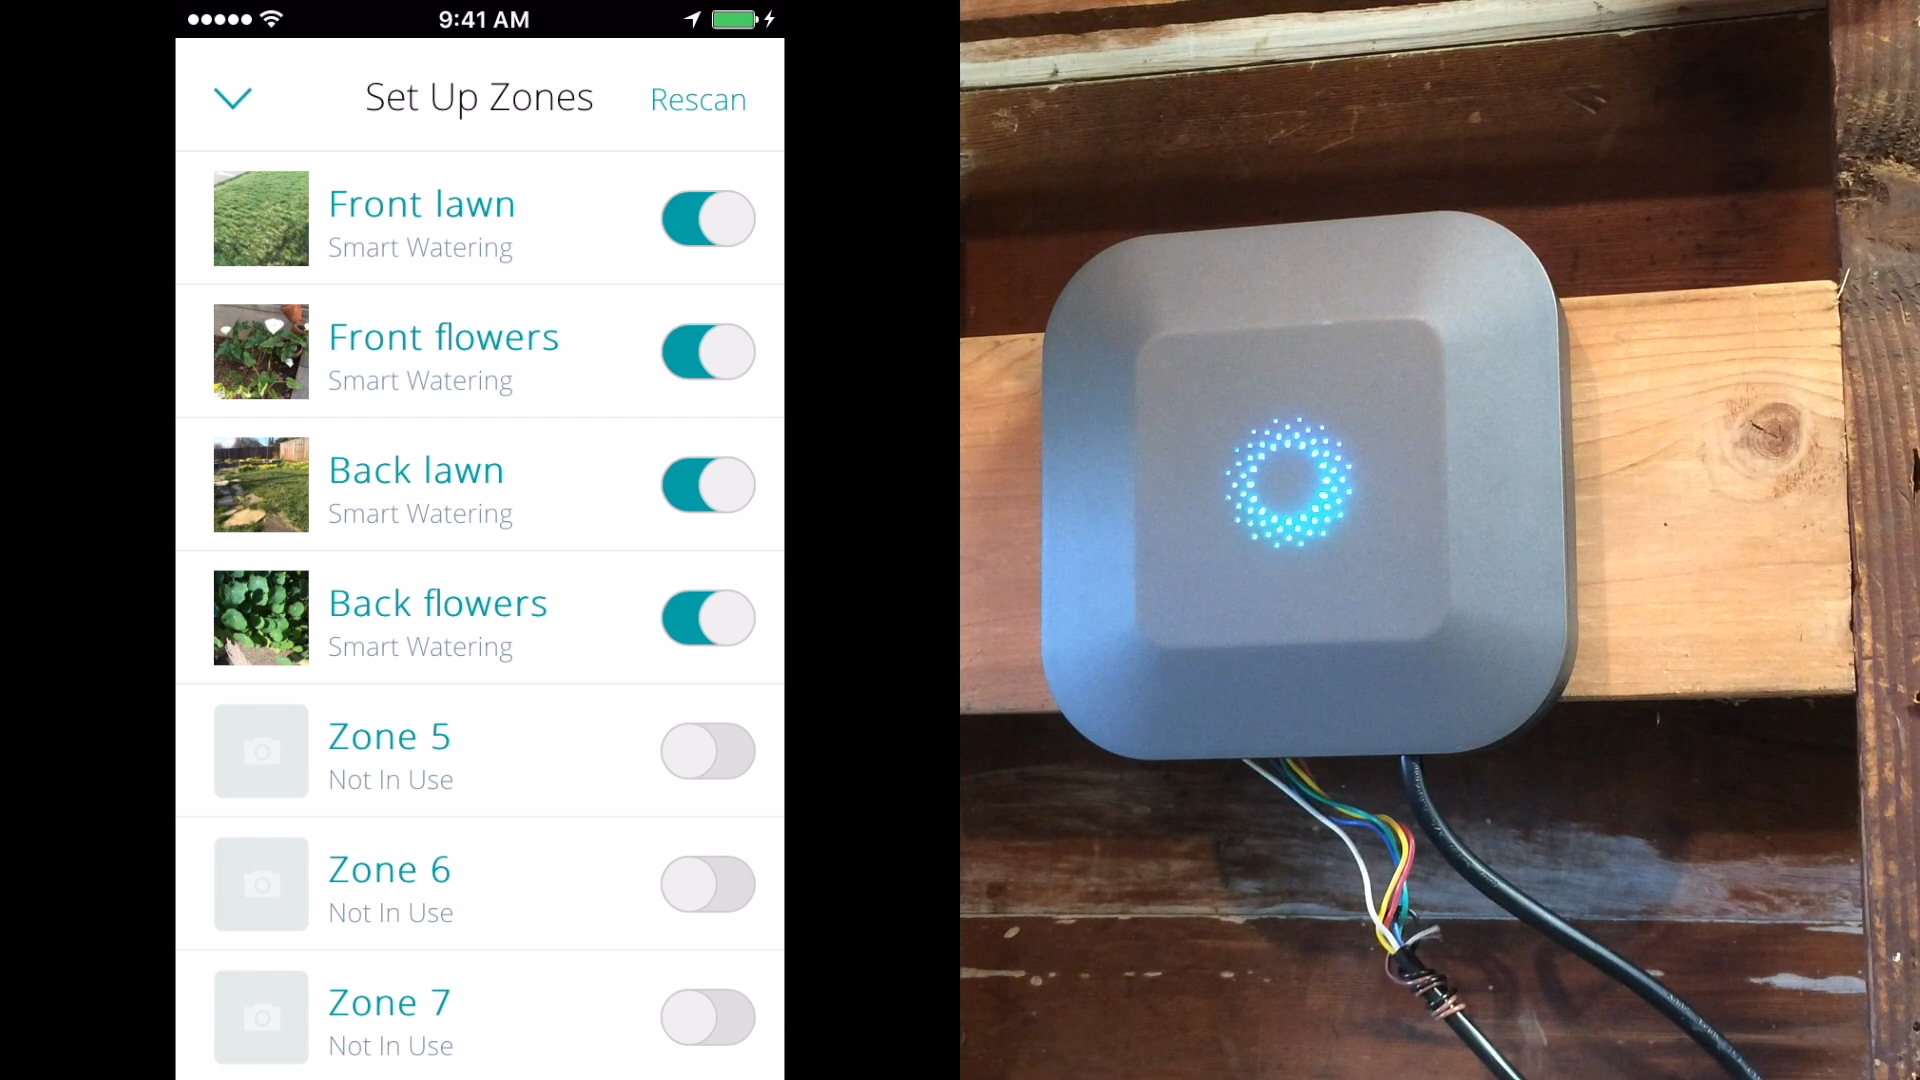 9:41 AM
Set Up Zones
Rescan
Front lawn
Smart Watering
Front flowers
Smart Watering
Back lawn
Smart Watering
Back flowers
Smart Watering
Zone 5
Not In Use
Zone 6
Not In Use
Zone 7
Not In Use